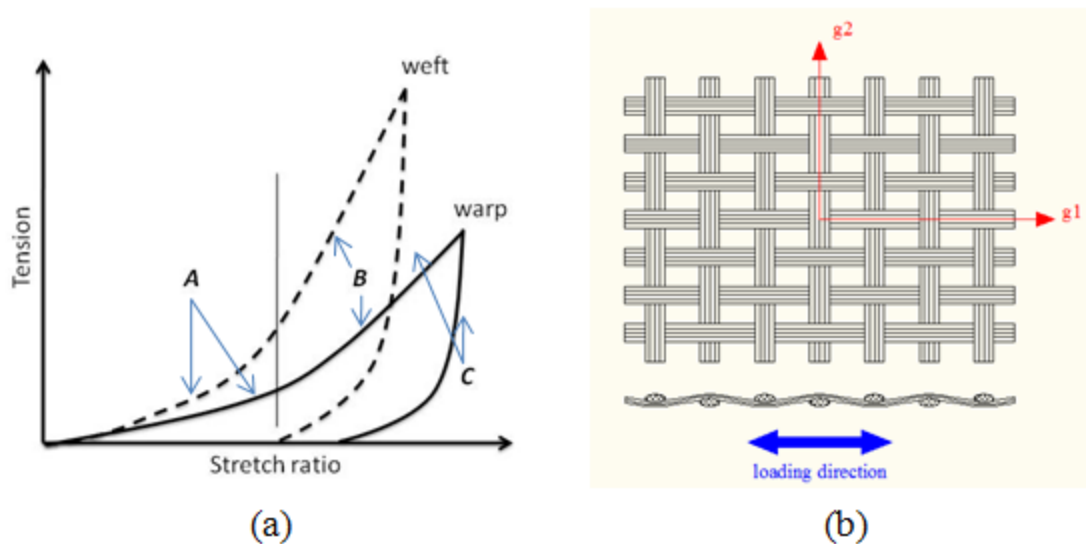 weft
warp
A
B
C
Tension
Stretch ratio
(a)
g2
g1
loading direction
(b)